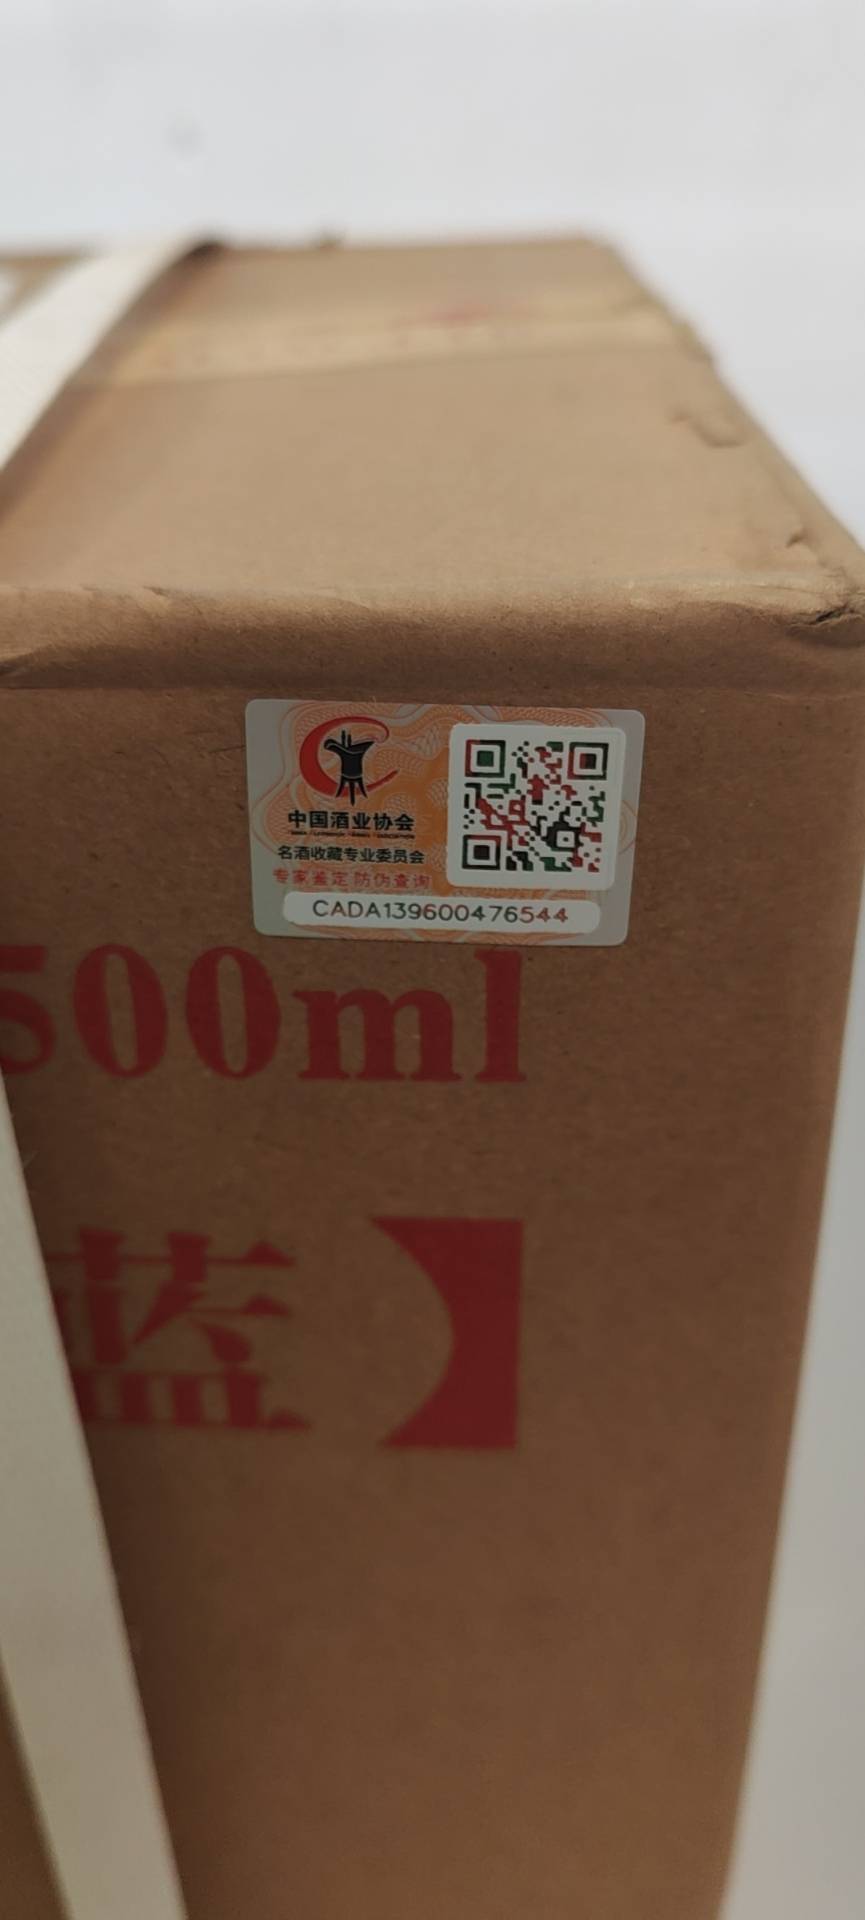 中国酒业协会
名酒收藏专业委员会
专家鉴定防伪查询
CADA139600476544
500ml
蓝】